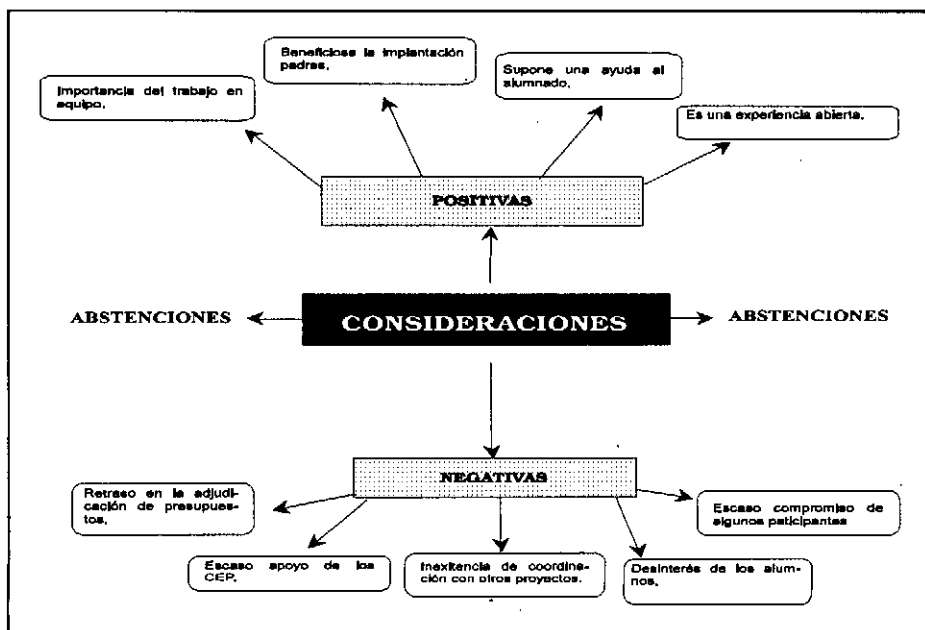 Beneficiosa la implantación
padres.
Supone una ayuda al
alumnado.
Importancia del trabajo en
equipo.
Es una experiencia abierta.
POSITIVAS
ABSTENCIONES
CONSIDERACIONES
ABSTENCIONES
NEGATIVAS
Retraso en la adjudi-
cación de presupues-
tos.
Escaso compromiso de
algunos paticipantes
Escaso apoyo de los
CEP.
Inexitencia de coordina-
ción con otros proyectos.
Desinterés de los alum-
nos.